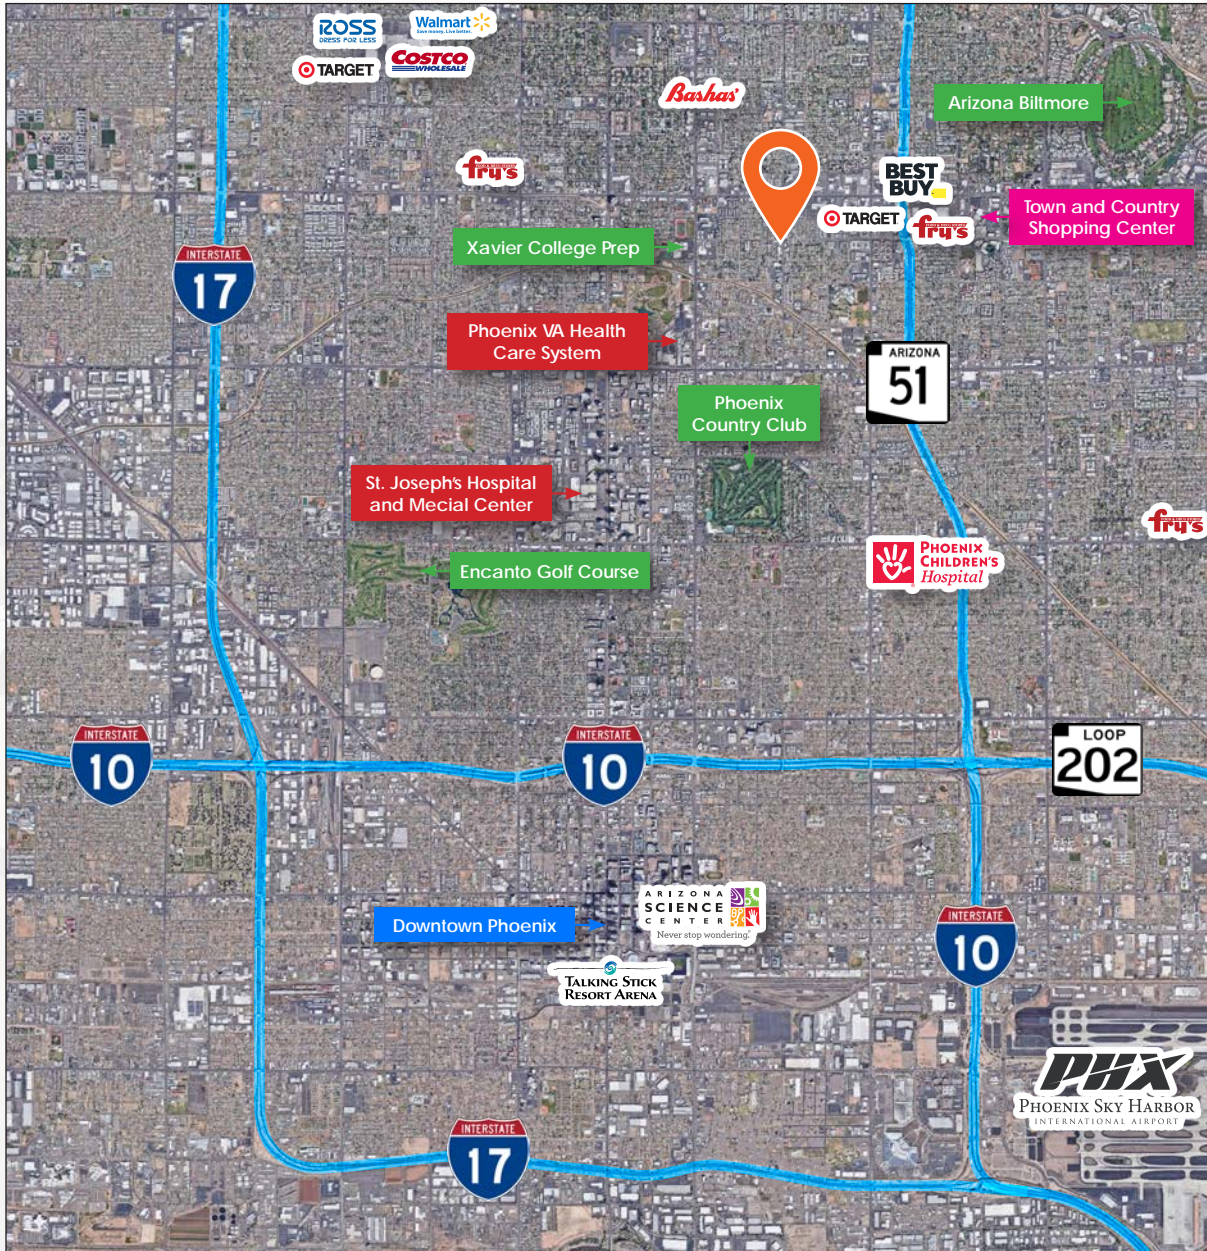 ROSS
DRESS FOR LESS
Walmart
Save money. Live better.
TARGET
COSTCO
WHOLESALE
Bashas'
Arizona Biltmore
fry's
BEST
BUY
TARGET
fry's
Town and Country
Shopping Center
Xavier College Prep
INTERSTATE
17
Phoenix VA Health
Care System
ARIZONA
51
Phoenix
Country Club
St. Joseph's Hospital
and Mecial Center
fry's
PHOENIX
CHILDREN'S
Hospital
Encanto Golf Course
INTERSTATE
10
INTERSTATE
10
LOOP
202
ARIZONA
SCIENCE
CENTER
Never stop wondering.
Downtown Phoenix
INTERSTATE
10
TALKING STICK
RESORT ARENA
PHX
PHOENIX SKY HARBOR
INTERNATIONAL AIRPORT
INTERSTATE
17